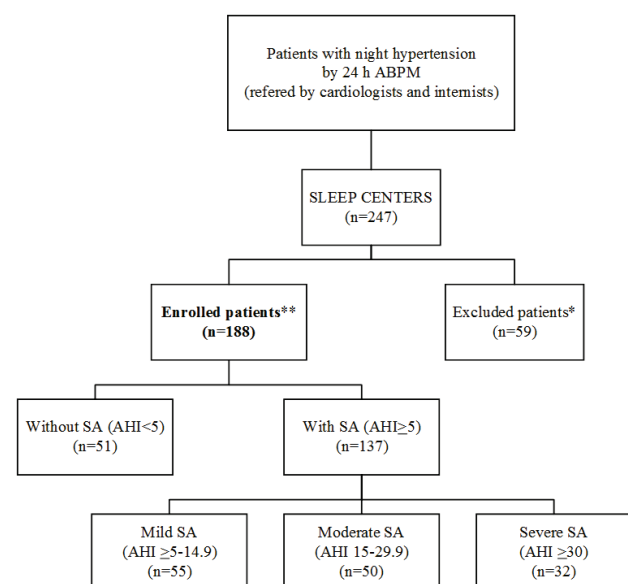 Patients with night hypertension
by 24 h ABPM
(refered by cardiologists and internists)
SLEEP CENTERS
(n=247)
Enrolled patients**
(n=188)
Excluded patients*
(n=59)
Without SA (AHI<5)
(n=51)
With SA (AHI≥5)
(n=137)
Mild SA
(AHI ≥5-14.9)
(n=55)
Moderate SA
(AHI 15-29.9)
(n=50)
Severe SA
(AHI ≥30)
(n=32)